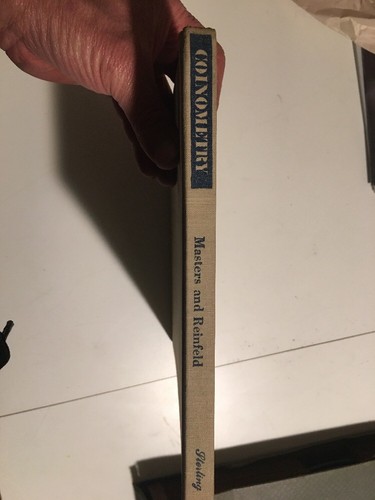 COINOMETRY
Masters and Reinfeld
Sterling